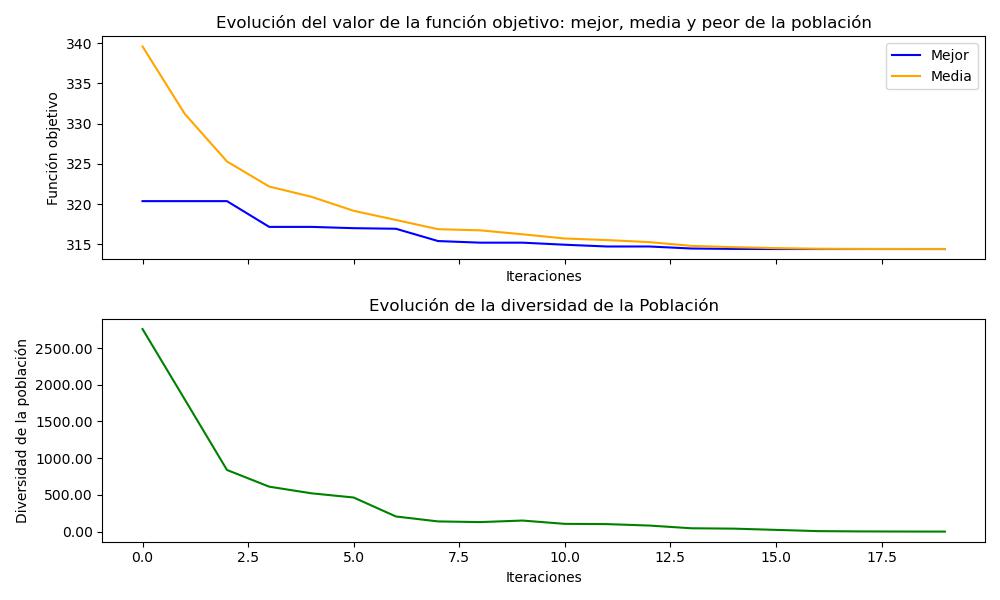 Evolución del valor de la función objetivo: mejor, media y peor de la población
340
335
330
325
320
315
Función objetivo
Mejor
Media
Iteraciones
Evolución de la diversidad de la Población
2500.00
2000.00
1500.00
1000.00
500.00
0.00
Diversidad de la población
0.0 2.5 5.0 7.5 10.0 12.5 15.0 17.5
Iteraciones